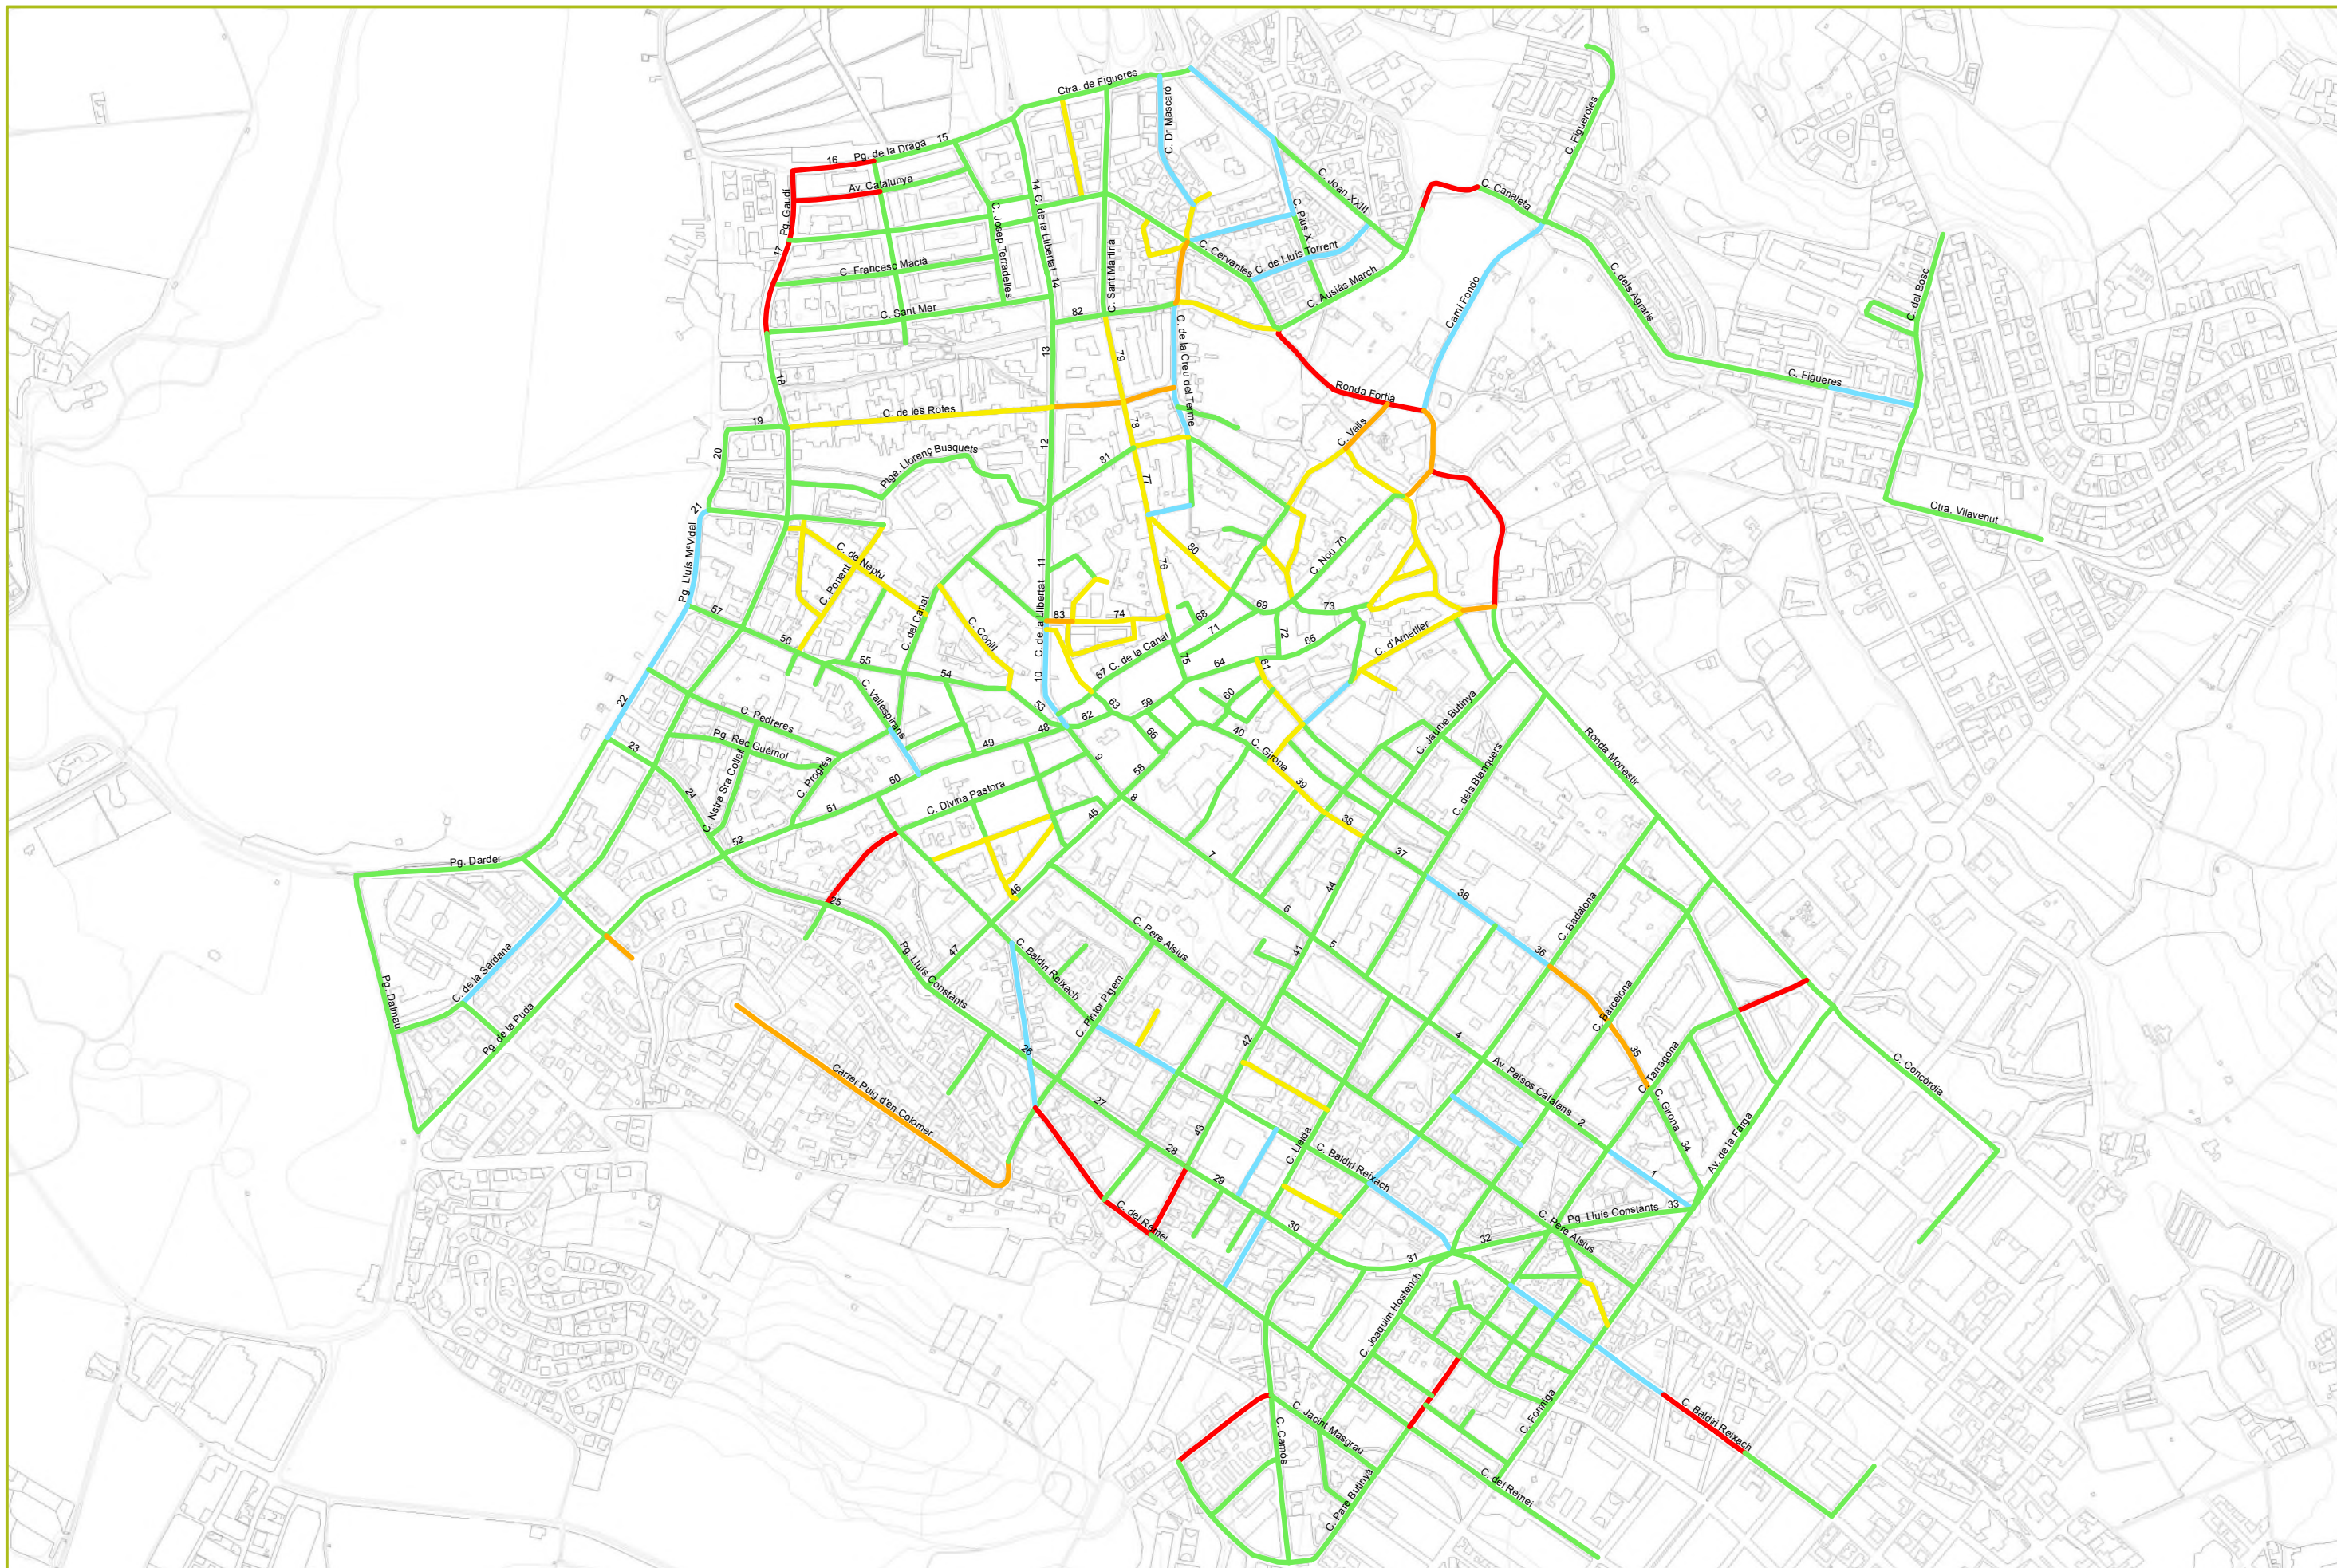 Ctra. de Figueres
C. Dr Mascaró
C. Figueroles
15
Pg. de la Draga
16
Av. Catalunya
C. Joan XXIII
C. Canaleta
Pg. Gaudí
14
C. de la Llibertat
14
C. Josep Terradelles
C. Pius X
17
C. Sant Martirià
C. Cervantes
C. de Lluís Torrent
C. Francesc Macià
C. Ausiàs March
Camí Fondo
C. dels Agraris
C. del Bosc
C. Sant Mer
82
C. de la Creu del Terme
13
79
18
Ronda Fortià
C. Figueres
C. de les Rotes
19
78
C. Valls
12
20
Ptge. Llorenç Busquets
81
77
21
Ctra. Vilavenut
Pg. Lluís MªVidal
C. de Neptú
80
C. Nou
70
C. Ponent
11
76
57
C. del Canat
C. de la Llibertat
83
74
68
69
73
C. Conill
71
72
65
56
C. de la Canal
C. d'Ametller
55
54
10
67
75
64
61
22
C. Vallespirans
53
63
59
60
C. Jaume Butinyà
C. Pedreres
62
48
66
40
23
Pg. Rec Guèmol
49
9
C. Girona
Ronda Monestir
C. Nstra Sra Collell
C. Progrés
50
58
39
C. dels Blanquers
24
51
C. Divina Pastora
8
45
38
52
7
37
Pg. Darder
46
44
36
25
6
C. Badalona
C. Pere Alsius
5
41
36
47
C. Baldiri Reixach
C. de la Sardana
Pg. Lluís Constants
C. Pintor Pigem
Pg. Dalmau
Pg. de la Puda
26
42
4
C. Barcelona
35
Av. Països Catalans
C. Tarragona
C. Concòrdia
Carrer Puig d'en Colomer
27
2
C. Girona
34
43
28
C. Lleida
C. Baldiri Reixach
Av. de la Farga
29
1
C. del Remei
30
Pg. Lluís Constants
33
C. Pere Alsius
32
31
C. Joaquim Hostench
C. Formiga
C. Baldiri Reixach
C. Jacint Masgrau
C. Camós
C. del Remei
C. Pare Butinyà